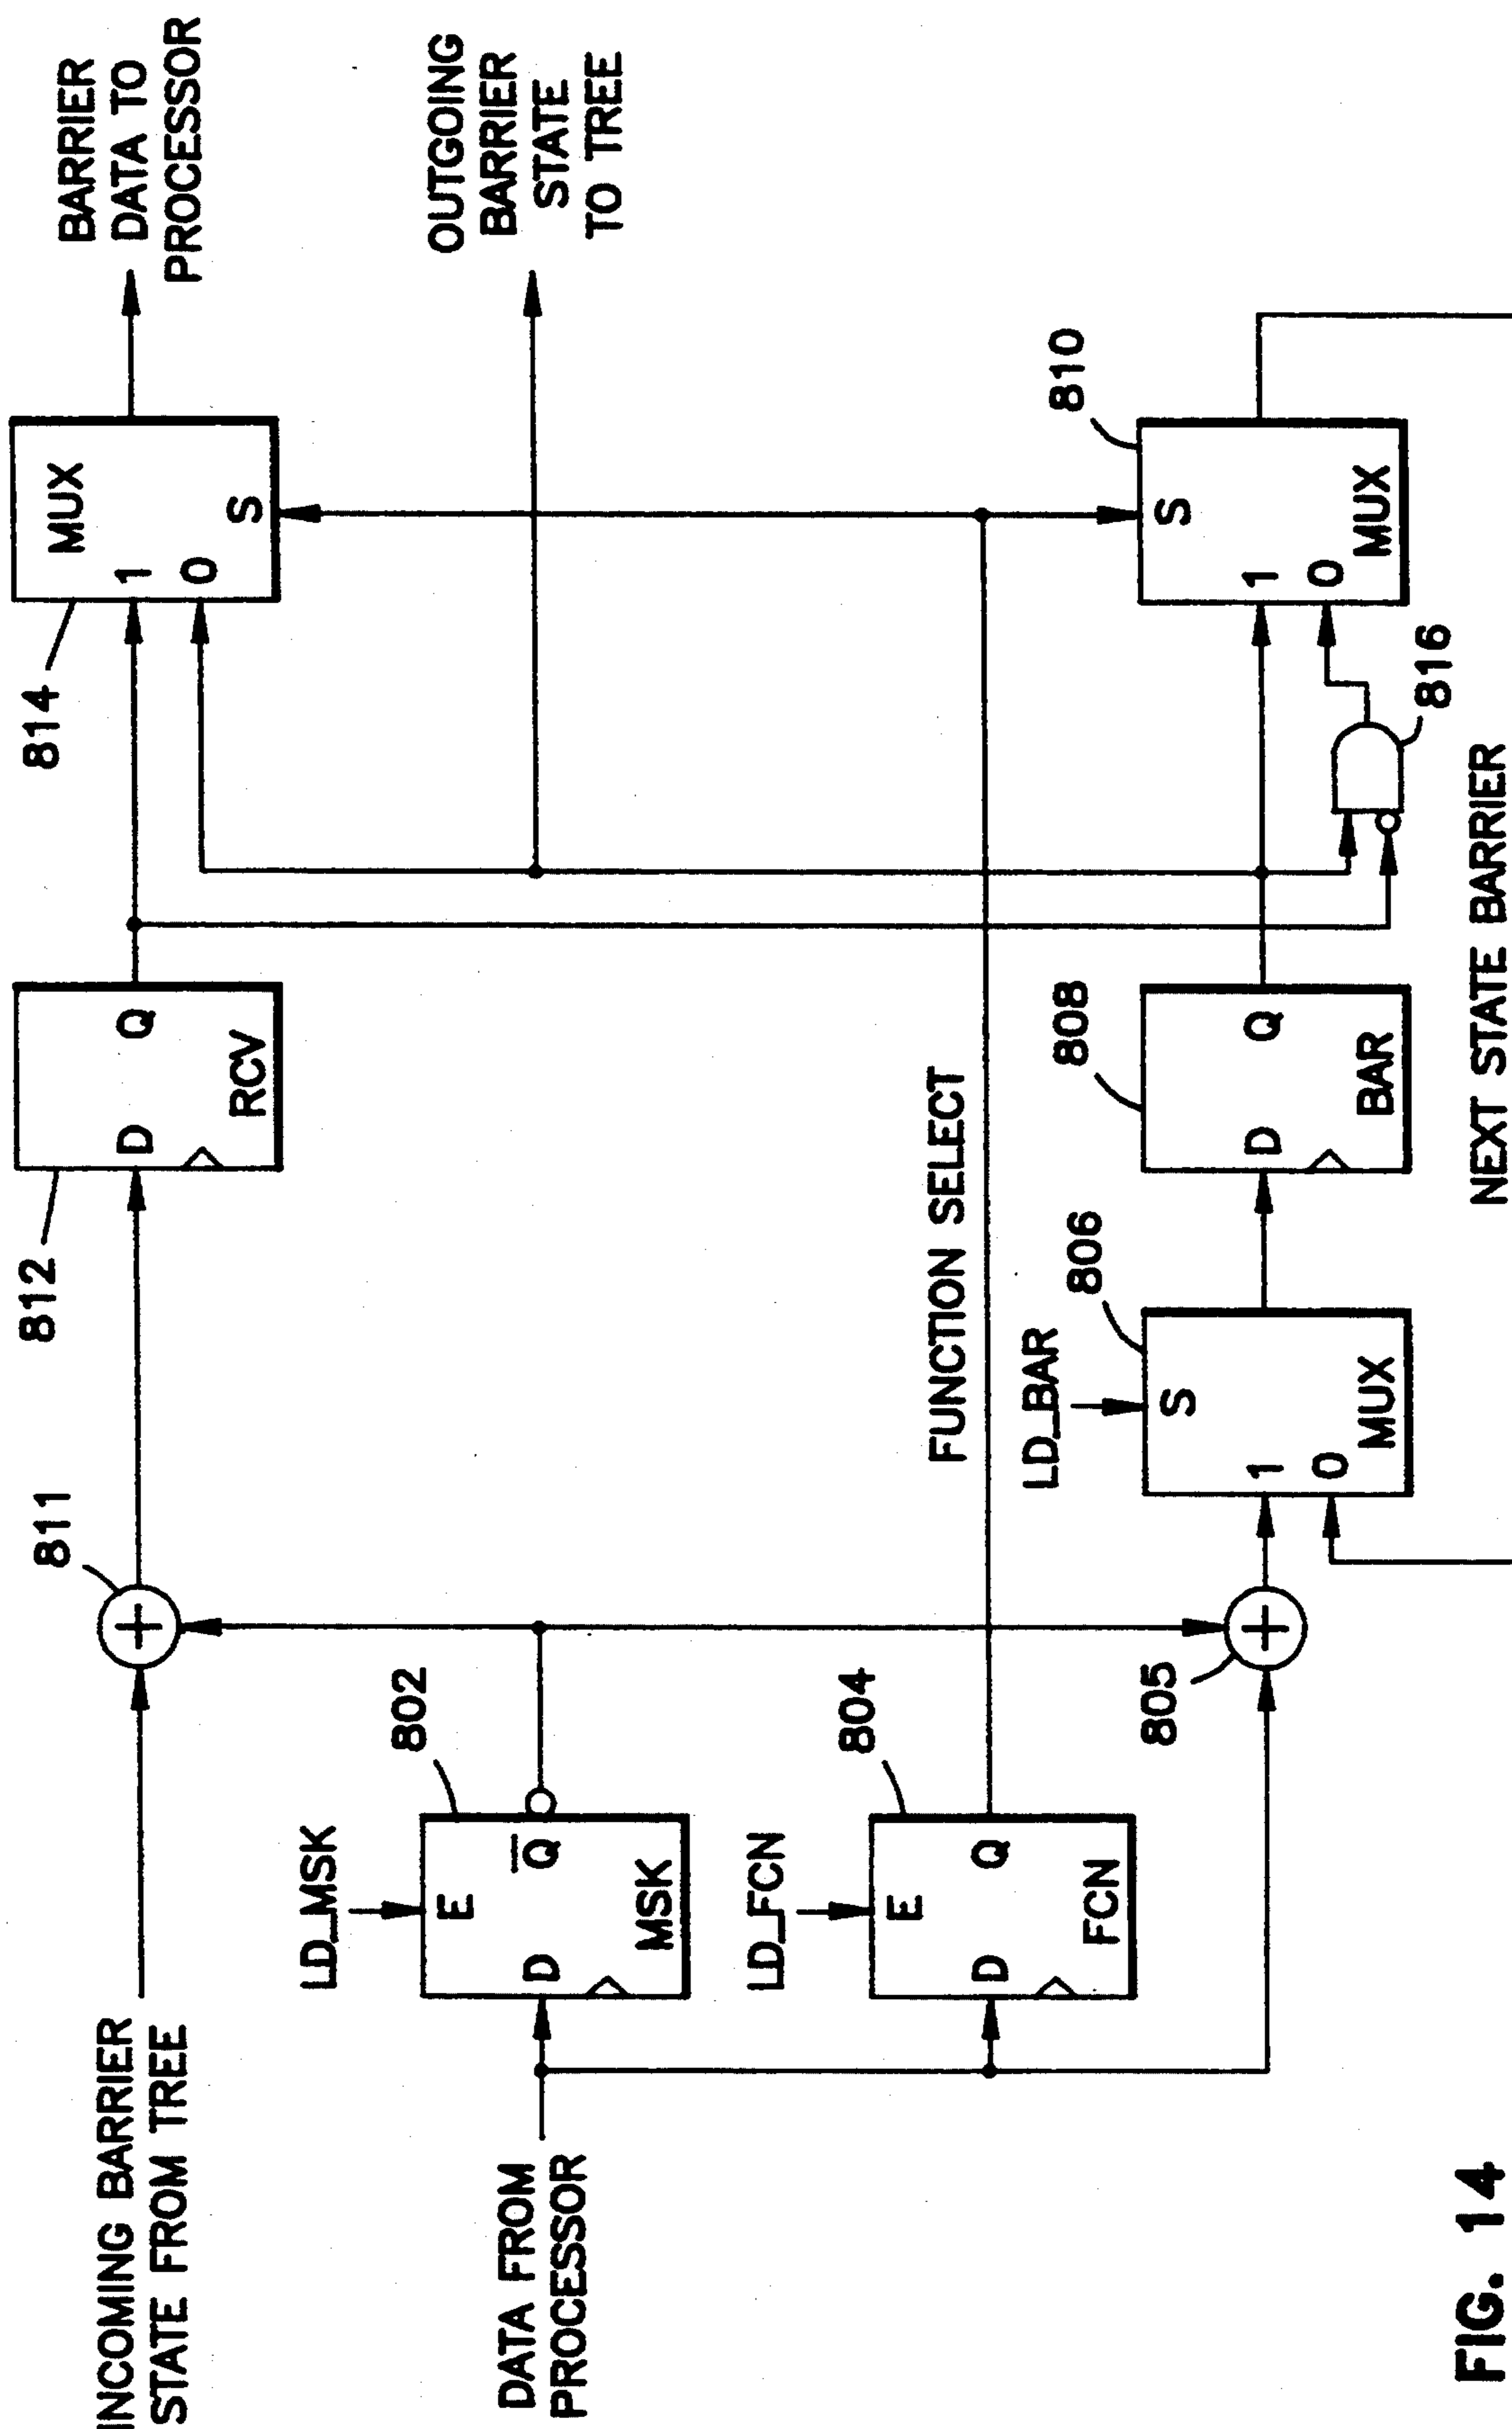 INCOMING BARRIER
STATE FROM TREE
811
812
D
Q
RCV
814
MUX
1
0
S
BARRIER
DATA TO
PROCESSOR
OUTGOING
BARRIER
STATE
TO TREE
DATA FROM
PROCESSOR
LD_MSK
802
E
D
Q
MSK
LD_FCN
804
E
D
Q
FCN
FUNCTION SELECT
805
LD_BAR
806
S
1
0
MUX
808
D
Q
BAR
810
S
1
0
MUX
816
NEXT STATE BARRIER
FIG. 14